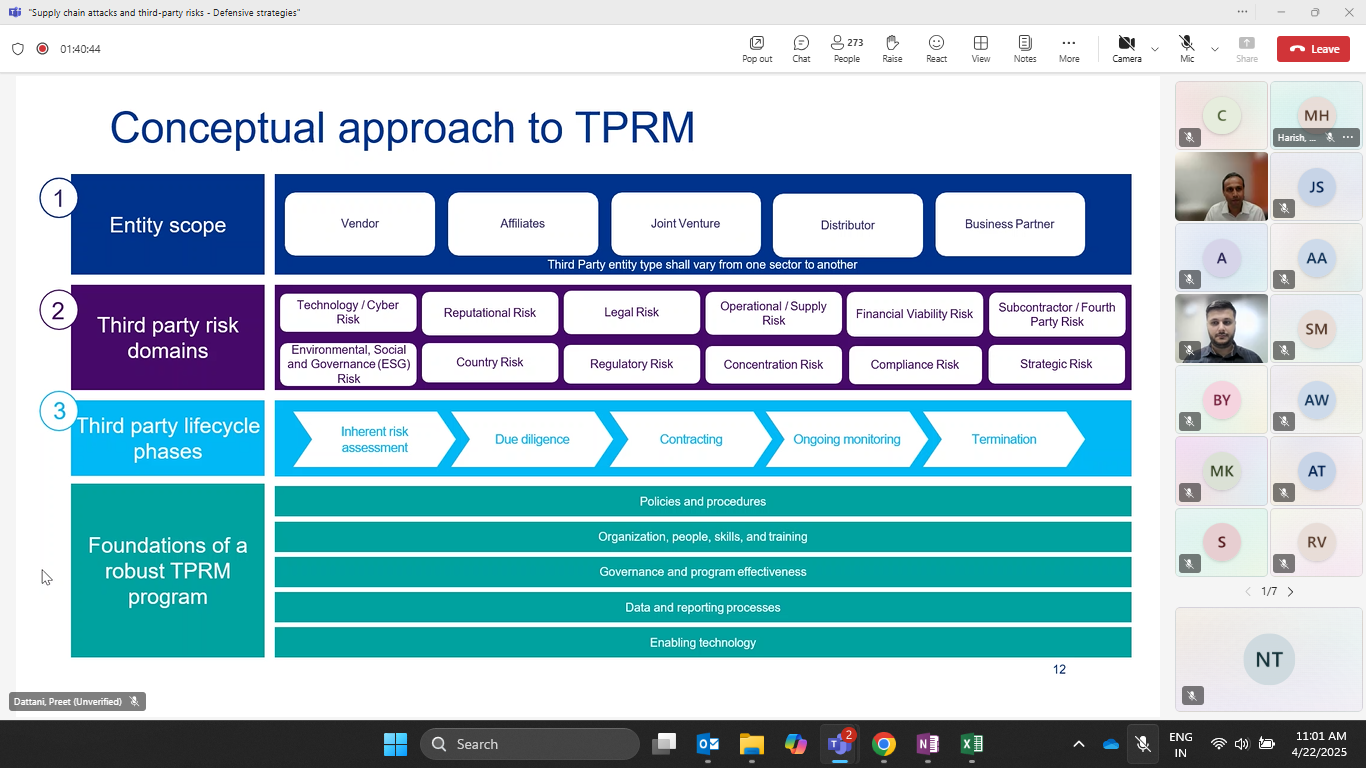 "Supply chain attacks and third-party risks - Defensive strategies"
01:40:44
Pop out
Chat
273
People
Raise
React
View
Notes
More
Camera
Mic
Share
Leave
Conceptual approach to TPRM
1
Entity scope
Vendor
Affiliates
Joint Venture
Distributor
Business Partner
Third Party entity type shall vary from one sector to another
2
Third party risk
domains
Technology / Cyber
Risk
Reputational Risk
Legal Risk
Operational / Supply
Risk
Financial Viability Risk
Subcontractor / Fourth
Party Risk
Environmental, Social
and Governance (ESG)
Risk
Country Risk
Regulatory Risk
Concentration Risk
Compliance Risk
Strategic Risk
3
Third party lifecycle
phases
Inherent risk
assessment
Due diligence
Contracting
Ongoing monitoring
Termination
Foundations of a
robust TPRM
program
Policies and procedures
Organization, people, skills, and training
Governance and program effectiveness
Data and reporting processes
Enabling technology
12
Dattani, Preet (Unverified)
C
MH
Harish, ...
JS
A
AA
SM
BY
AW
MK
AT
S
RV
1/7
NT
Search
2
ENG
IN
11:01 AM
4/22/2025